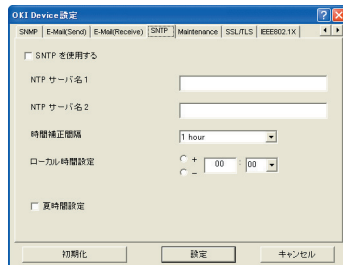 OKI Device 設定
SNMP E-Mail(Send) E-Mail(Receive) SNTP Maintenance SSL/TLS IEEE802.1X
SNTP を使用する
NTP サーバ名1
NTP サーバ名2
時間補正間隔 1 hour
ローカル時間設定 + 00 : 00
−
夏時間設定
初期化 設定 キャンセル